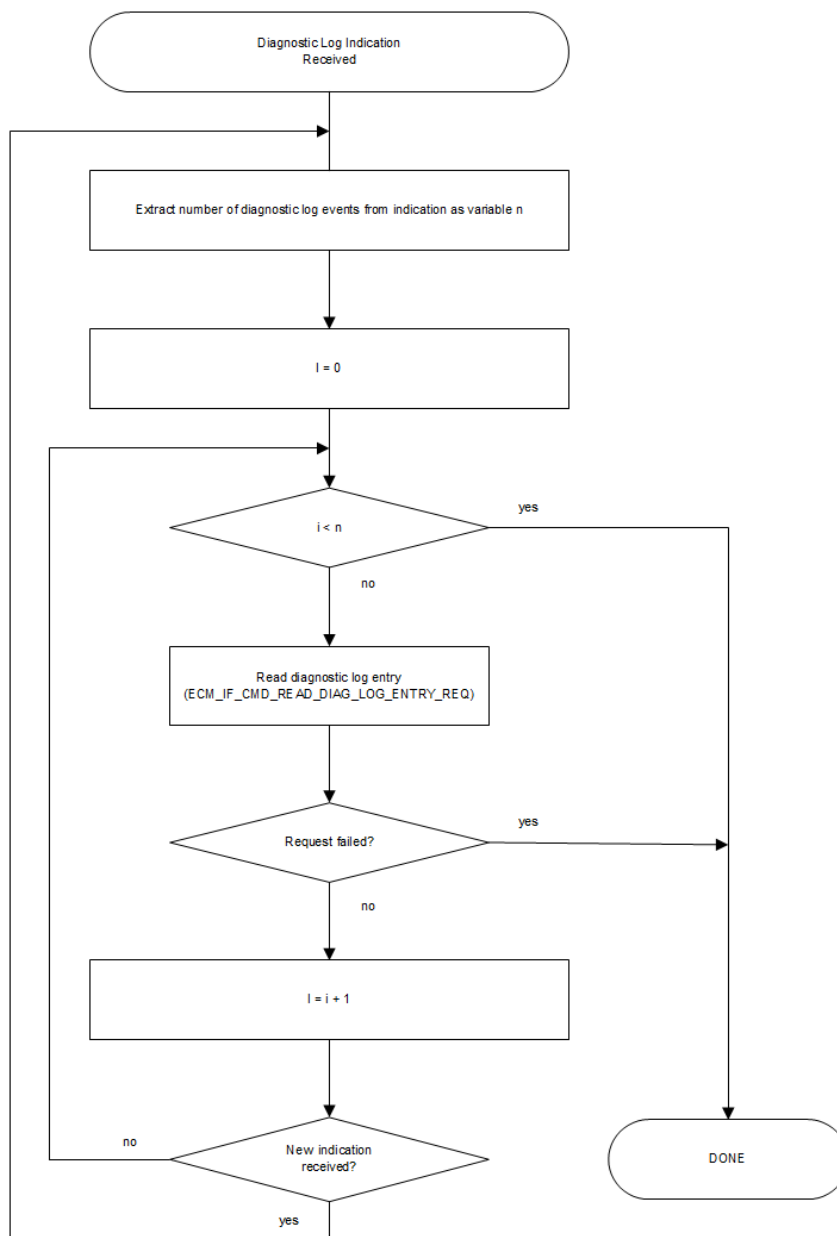 Diagnostic Log Indication
Received
Extract number of diagnostic log events from indication as variable n
I = 0
i < n
yes
no
Read diagnostic log entry
(ECM_IF_CMD_READ_DIAG_LOG_ENTRY_REQ)
Request failed?
yes
no
I = i + 1
no
New indication
received?
DONE
yes